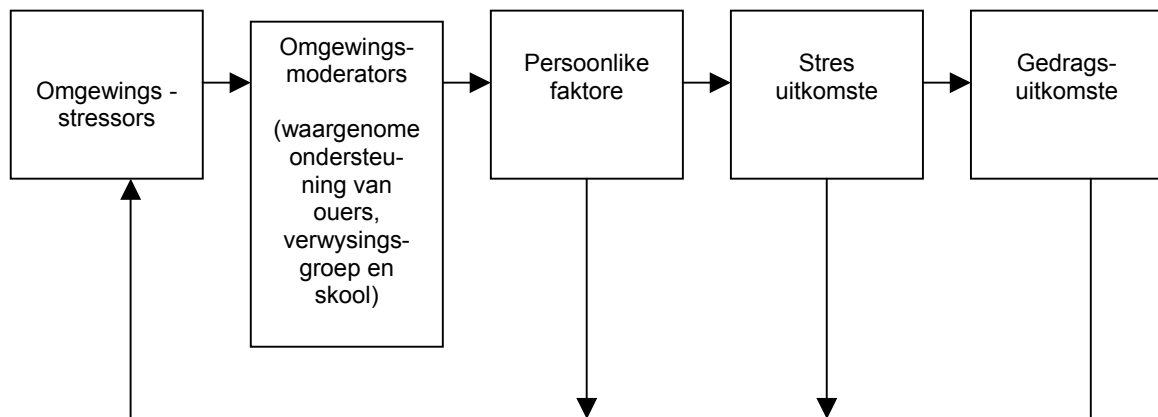 Omgewings -
stressors
Omgewings-
moderators
(waargenome
ondersteu-
ning van
ouers,
verwysings-
groep en
skool)
Persoonlike
faktore
Stres
uitkomste
Gedrags-
uitkomste